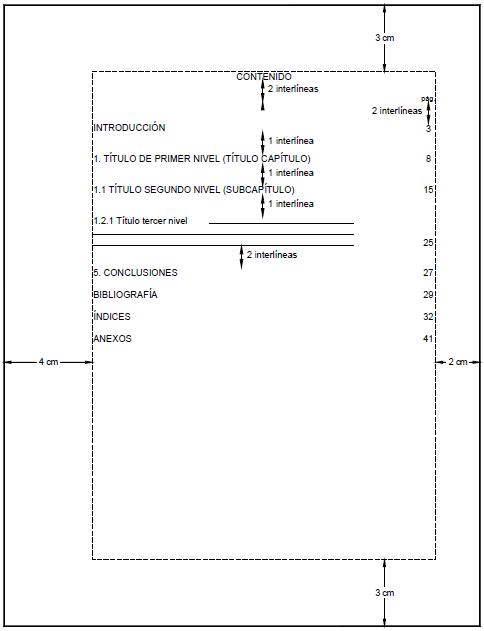 3 cm
CONTENIDO
2 interlíneas
pág
2 interlíneas
INTRODUCCIÓN 3
1 interlínea
1. TÍTULO DE PRIMER NIVEL (TÍTULO CAPÍTULO) 8
1 interlínea
1.1 TÍTULO SEGUNDO NIVEL (SUBCAPÍTULO) 15
1 interlínea
1.2.1 Título tercer nivel
25
2 interlíneas
5. CONCLUSIONES 27
BIBLIOGRAFÍA 29
ÍNDICES 32
ANEXOS 41
4 cm 2 cm
3 cm